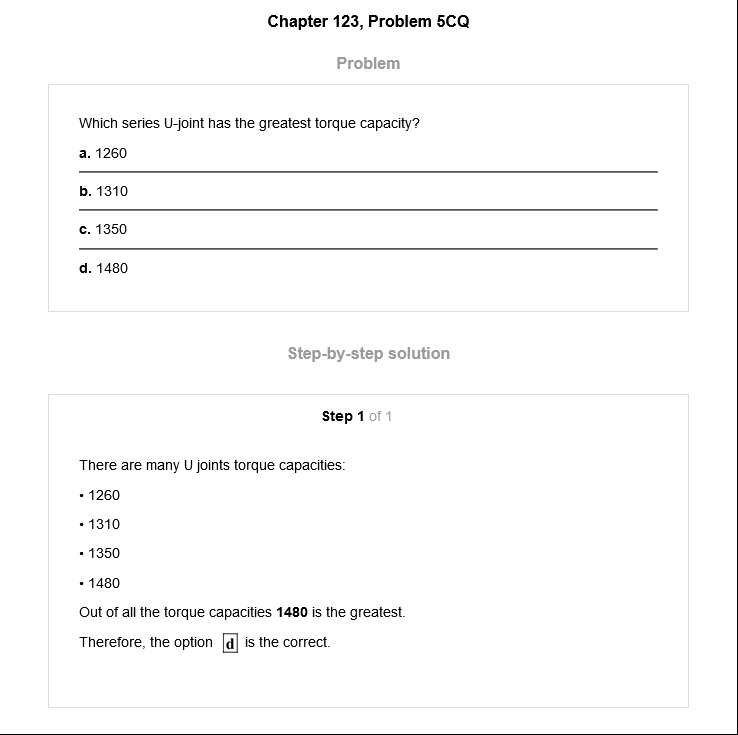 Chapter 123, Problem 5CQ
Problem
Which series U-joint has the greatest torque capacity?
a. 1260
b. 1310
c. 1350
d. 1480
Step-by-step solution
Step 1 of 1
There are many U joints torque capacities:
• 1260
• 1310
• 1350
• 1480
Out of all the torque capacities 1480 is the greatest.
Therefore, the option d is the correct.